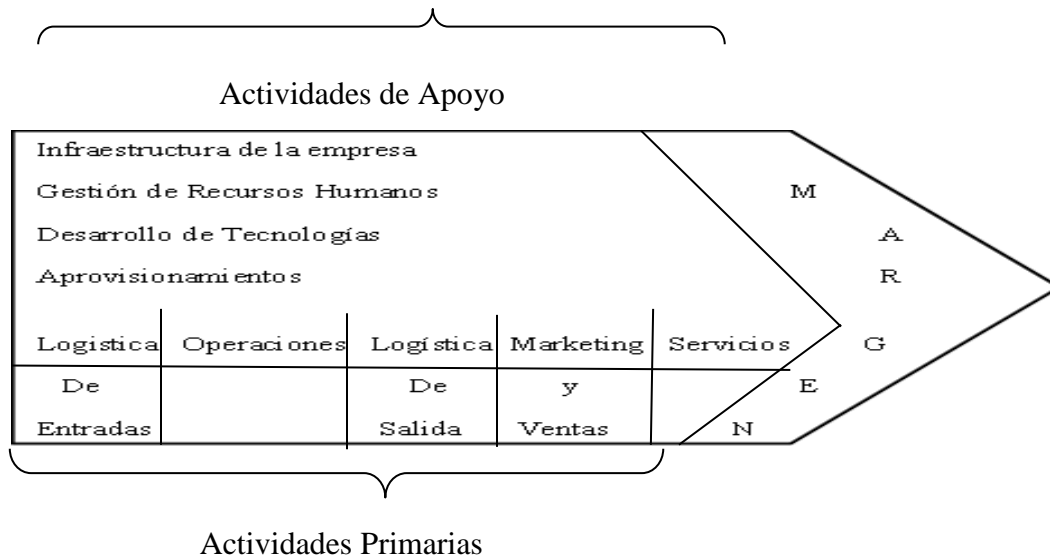 Actividades de Apoyo
Infraestructura de la empresa
Gestión de Recursos Humanos
M
Desarrollo de Tecnologías
A
Aprovisionamientos
R
Logistica Operaciones Logística Marketing Servicios
G
De De y
E
Entradas Salida Ventas
N
Actividades Primarias